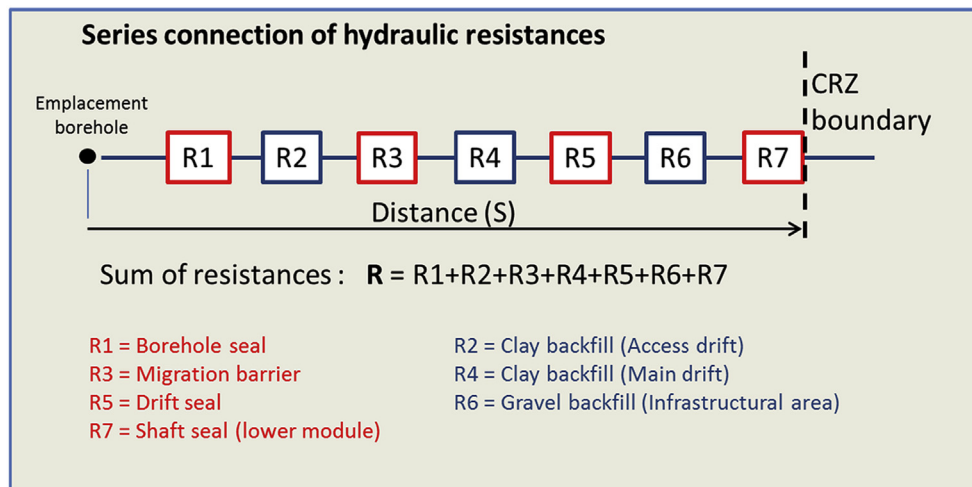 Series connection of hydraulic resistances
Emplacement
borehole
CRZ
boundary
R1 R2 R3 R4 R5 R6 R7
Distance (S)
Sum of resistances : R = R1+R2+R3+R4+R5+R6+R7
R1 = Borehole seal
R3 = Migration barrier
R5 = Drift seal
R7 = Shaft seal (lower module)
R2 = Clay backfill (Access drift)
R4 = Clay backfill (Main drift)
R6 = Gravel backfill (Infrastructural area)